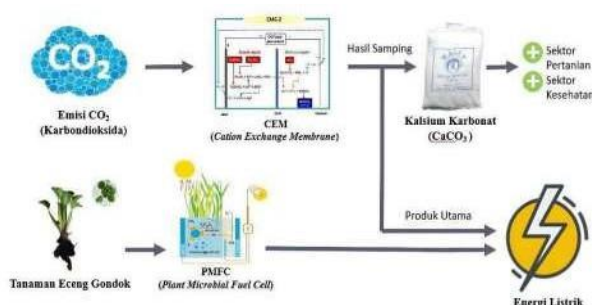 CO2
Emisi CO2
(Karbondioksida)
CEM
(Cation Exchange Membrane)
Hasil Samping
Kalsium Karbonat
(CaCO3)
Sektor
Pertanian
Sektor
Kesehatan
Tanaman Eceng Gondok
PMFC
(Plant Microbial Fuel Cell)
Produk Utama
Energi Listrik